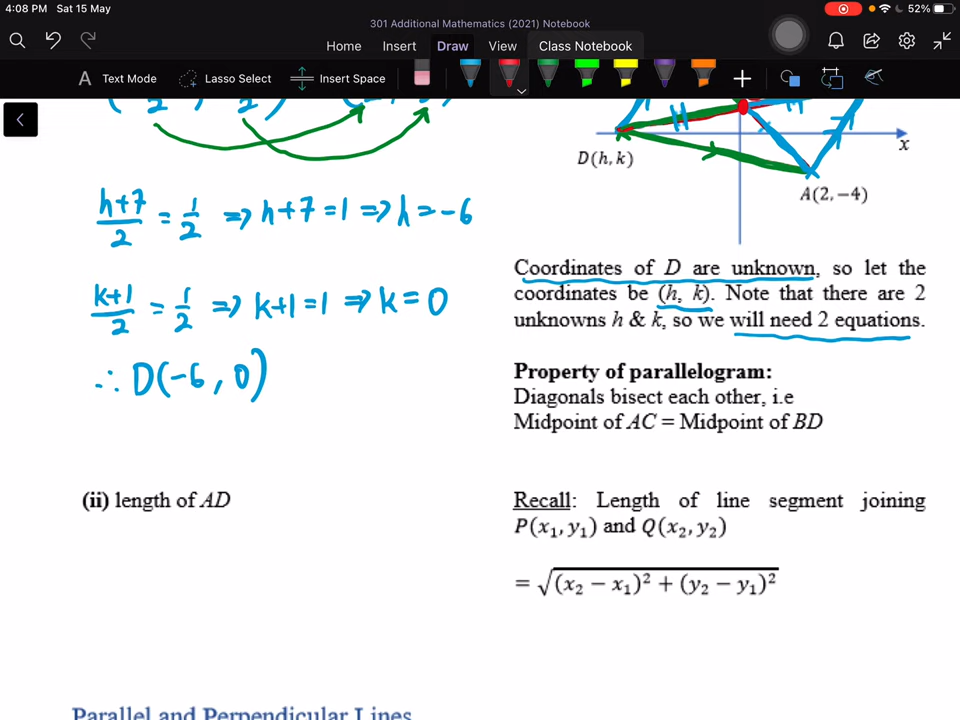 4:08 PM Sat 15 May
52%
301 Additional Mathematics (2021) Notebook
Home Insert Draw View Class Notebook
A Text Mode Lasso Select Insert Space
D(h, k)
x
A(2, −4)
(h+7)/2 = 1/2 ⇒ h+7 = 1 ⇒ h = −6
(k+1)/2 = 1/2 ⇒ k+1 = 1 ⇒ k = 0
∴ D(−6, 0)
Coordinates of D are unknown, so let the
coordinates be (h, k). Note that there are 2
unknowns h & k, so we will need 2 equations.
Property of parallelogram:
Diagonals bisect each other, i.e
Midpoint of AC = Midpoint of BD
(ii) length of AD
Recall: Length of line segment joining
P(x₁, y₁) and Q(x₂, y₂)
= √((x₂ − x₁)² + (y₂ − y₁)²)
Parallel and Perpendicular Lines